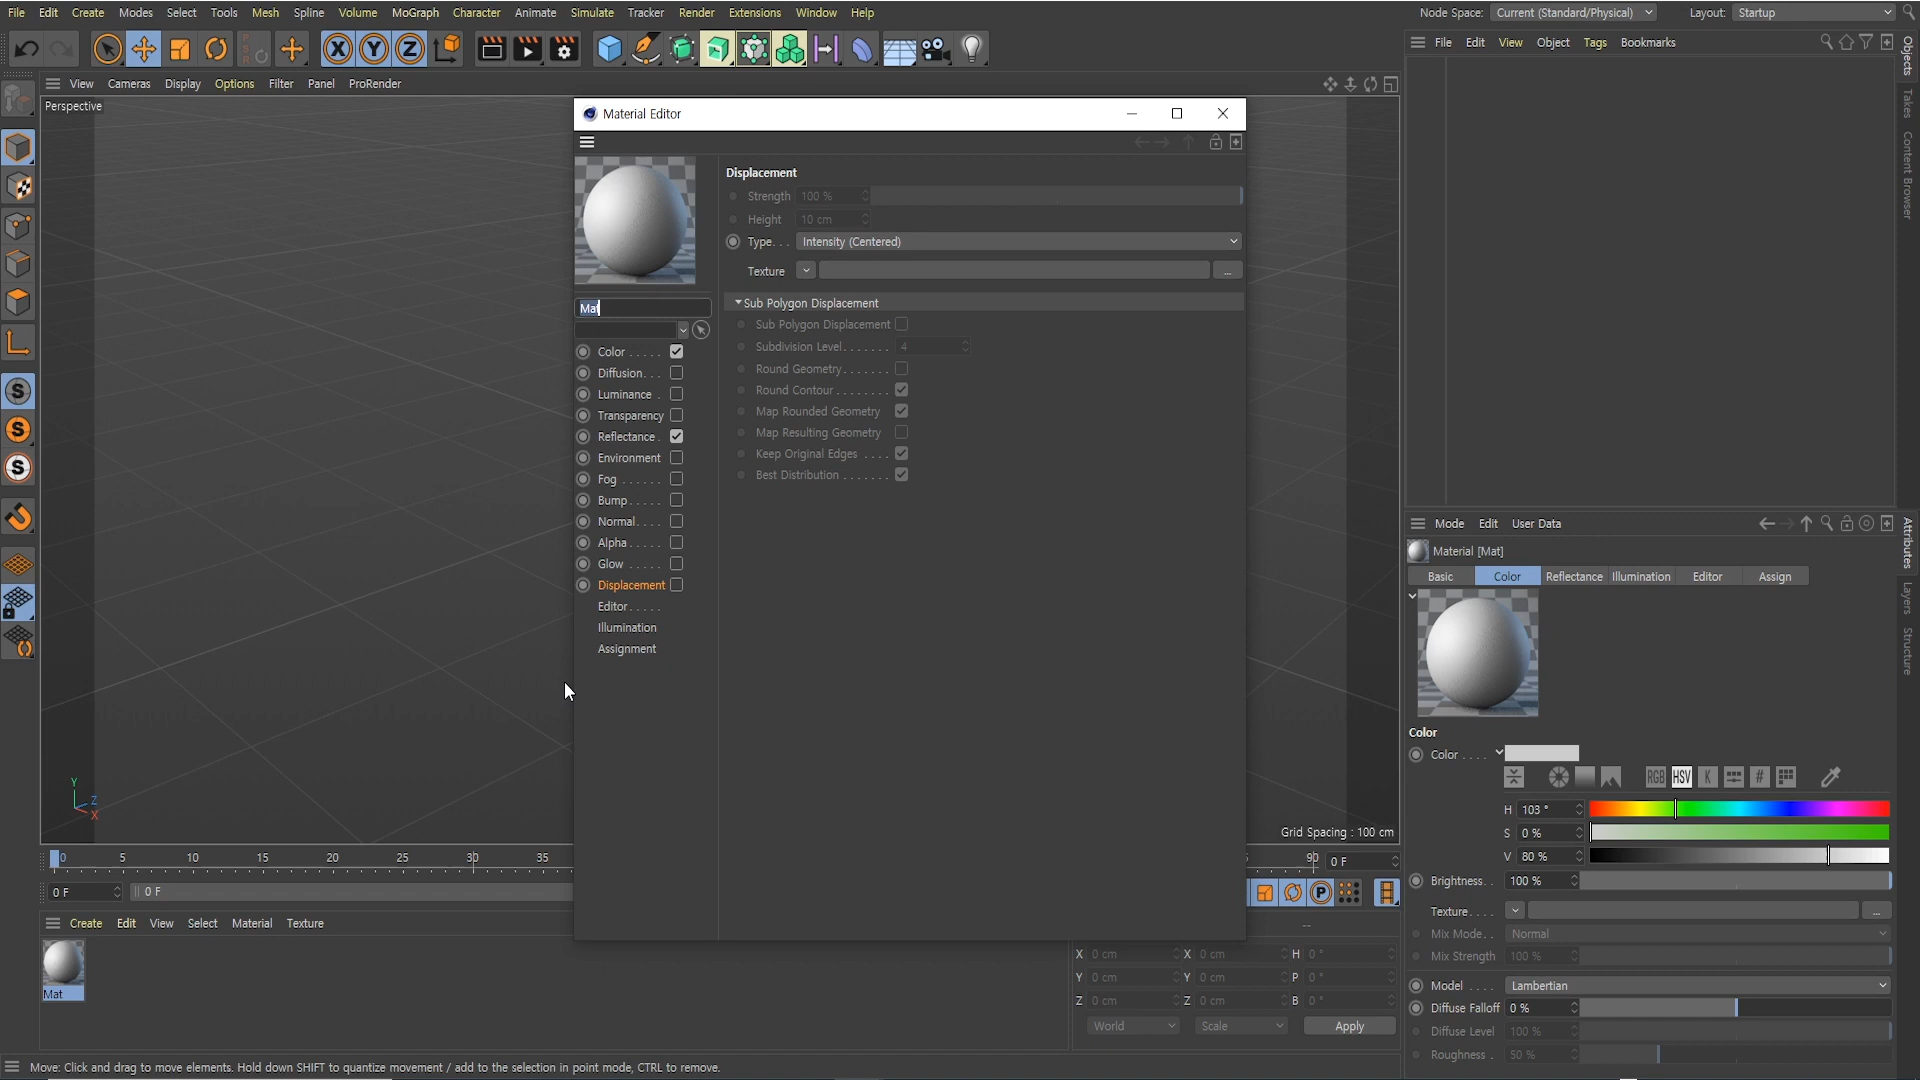 File Edit Create Modes Select Tools Mesh Spline Volume MoGraph Character Animate Simulate Tracker Render Extensions Window Help
Node Space: Current (Standard/Physical) Layout: Startup
X Y Z
File Edit View Object Tags Bookmarks
View Cameras Display Options Filter Panel ProRender
Perspective
Material Editor
Displacement
Strength 100 %
Height 10 cm
Type. . . Intensity (Centered)
Texture ...
Mat
Sub Polygon Displacement
Sub Polygon Displacement
Subdivision Level. . . . . . . 4
Round Geometry. . . . . . .
Round Contour . . . . . . . .
Map Rounded Geometry
Map Resulting Geometry
Keep Original Edges . . . .
Best Distribution . . . . . . .
Color . . . . .
Diffusion. . .
Luminance .
Transparency
Reflectance .
Environment
Fog . . . . . .
Bump. . . . .
Normal. . . .
Alpha. . . . .
Glow . . . . .
Displacement
Editor. . . . .
Illumination
Assignment
S
S
S
Objects
Takes
Content Browser
Mode Edit User Data
Material [Mat]
Basic Color Reflectance Illumination Editor Assign
Attributes
Layers
Structure
Color
Color . . . .
RGB HSV K #
H 103 °
S 0 %
V 80 %
Brightness. . 100 %
Texture. . . . ...
Mix Mode. . Normal
Mix Strength 100 %
Model . . . . Lambertian
Diffuse Falloff 0 %
Diffuse Level 100 %
Roughness . 50 %
Y
Z
X
Grid Spacing : 100 cm
0 5 10 15 20 25 30 35 90 0 F
0 F 0 F
P
Create Edit View Select Material Texture
Mat
--
X 0 cm X 0 cm H 0 °
Y 0 cm Y 0 cm P 0 °
Z 0 cm Z 0 cm B 0 °
World Scale Apply
Move: Click and drag to move elements. Hold down SHIFT to quantize movement / add to the selection in point mode, CTRL to remove.